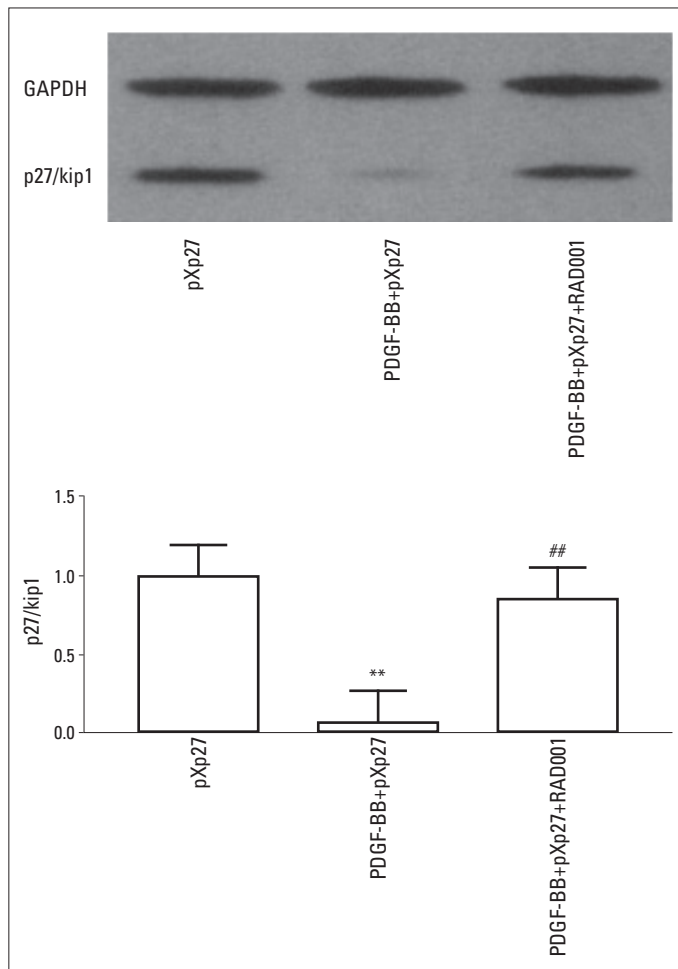 GAPDH
p27/kip1
pXp27
PDGF-BB+pXp27
PDGF-BB+pXp27+RAD001
1.5
1.0
0.5
0.0
p27/kip1
**
##
pXp27
PDGF-BB+pXp27
PDGF-BB+pXp27+RAD001